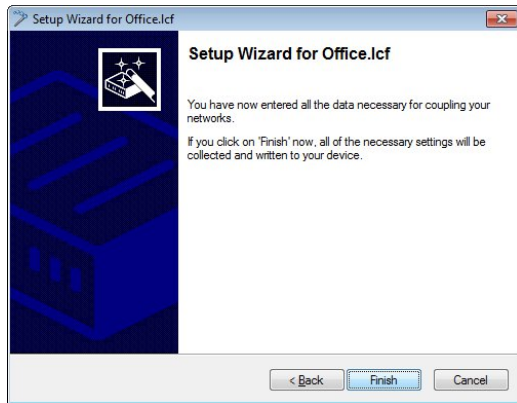 Setup Wizard for Office.lcf
Setup Wizard for Office.lcf
You have now entered all the data necessary for coupling your
networks.
If you click on 'Finish' now, all of the necessary settings will be
collected and written to your device.
< Back
Finish
Cancel